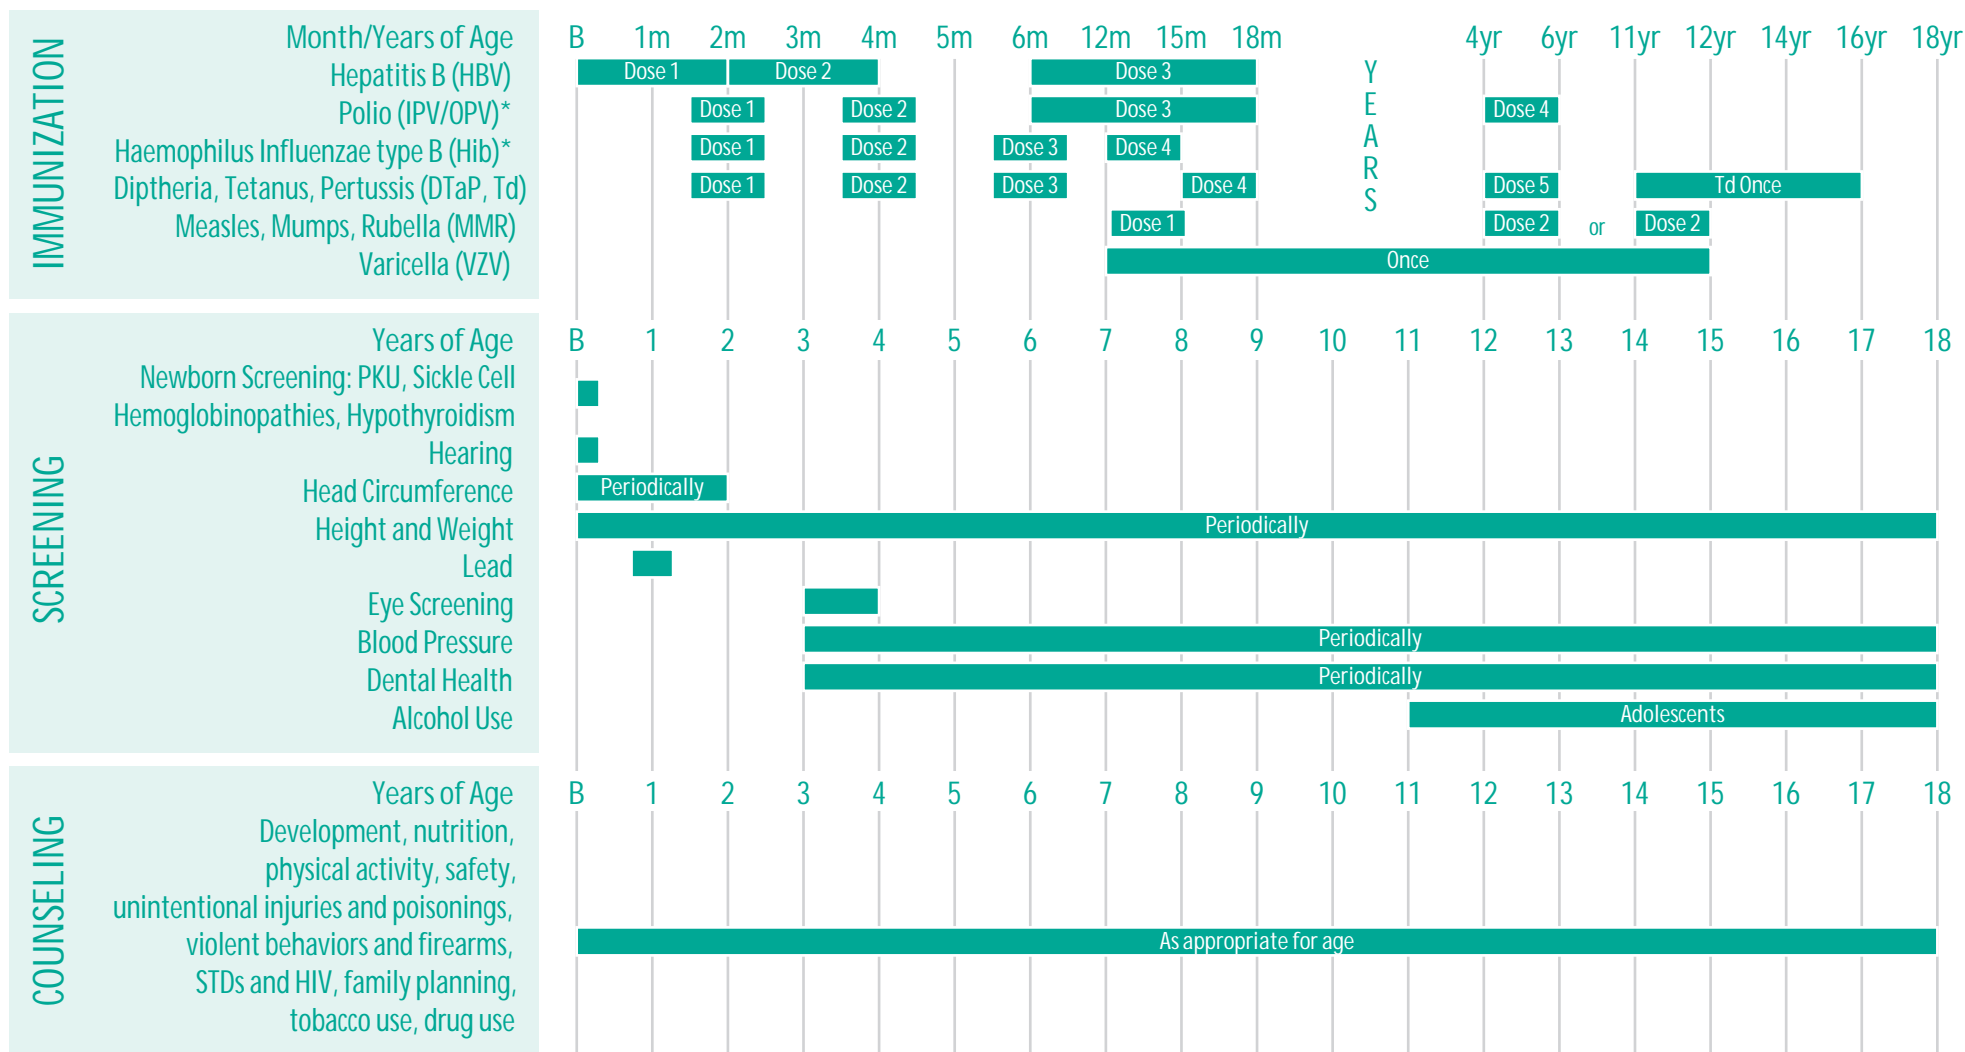 IMMUNIZATION
Month/Years of Age B 1m 2m 3m 4m 5m 6m 12m 15m 18m 4yr 6yr 11yr 12yr 14yr 16yr 18yr
YEARS
Hepatitis B (HBV) Dose 1 Dose 2 Dose 3
Polio (IPV/OPV)* Dose 1 Dose 2 Dose 3 Dose 4
Haemophilus Influenzae type B (Hib)* Dose 1 Dose 2 Dose 3 Dose 4
Diptheria, Tetanus, Pertussis (DTaP, Td) Dose 1 Dose 2 Dose 3 Dose 4 Dose 5 Td Once
Measles, Mumps, Rubella (MMR) Dose 1 Dose 2 or Dose 2
Varicella (VZV) Once
SCREENING
Years of Age B 1 2 3 4 5 6 7 8 9 10 11 12 13 14 15 16 17 18
Newborn Screening: PKU, Sickle Cell
Hemoglobinopathies, Hypothyroidism
Hearing
Head Circumference Periodically
Height and Weight Periodically
Lead
Eye Screening
Blood Pressure Periodically
Dental Health Periodically
Alcohol Use Adolescents
COUNSELING
Years of Age B 1 2 3 4 5 6 7 8 9 10 11 12 13 14 15 16 17 18
Development, nutrition,
physical activity, safety,
unintentional injuries and poisonings,
violent behaviors and firearms, As appropriate for age
STDs and HIV, family planning,
tobacco use, drug use